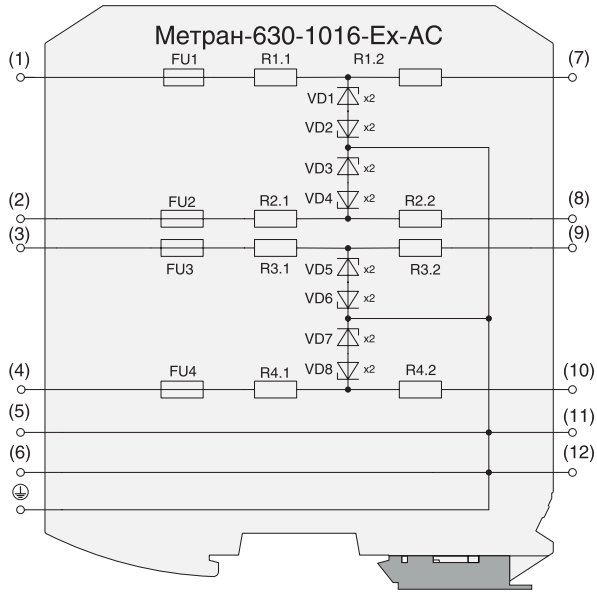 Метран-630-1016-Ex-AC
(1) FU1 R1.1 R1.2 (7)
VD1 x2
VD2 x2
VD3 x2
VD4 x2
(2) FU2 R2.1 R2.2 (8)
(3) FU3 R3.1 R3.2 (9)
VD5 x2
VD6 x2
VD7 x2
VD8 x2
(4) FU4 R4.1 R4.2 (10)
(5) (11)
(6) (12)